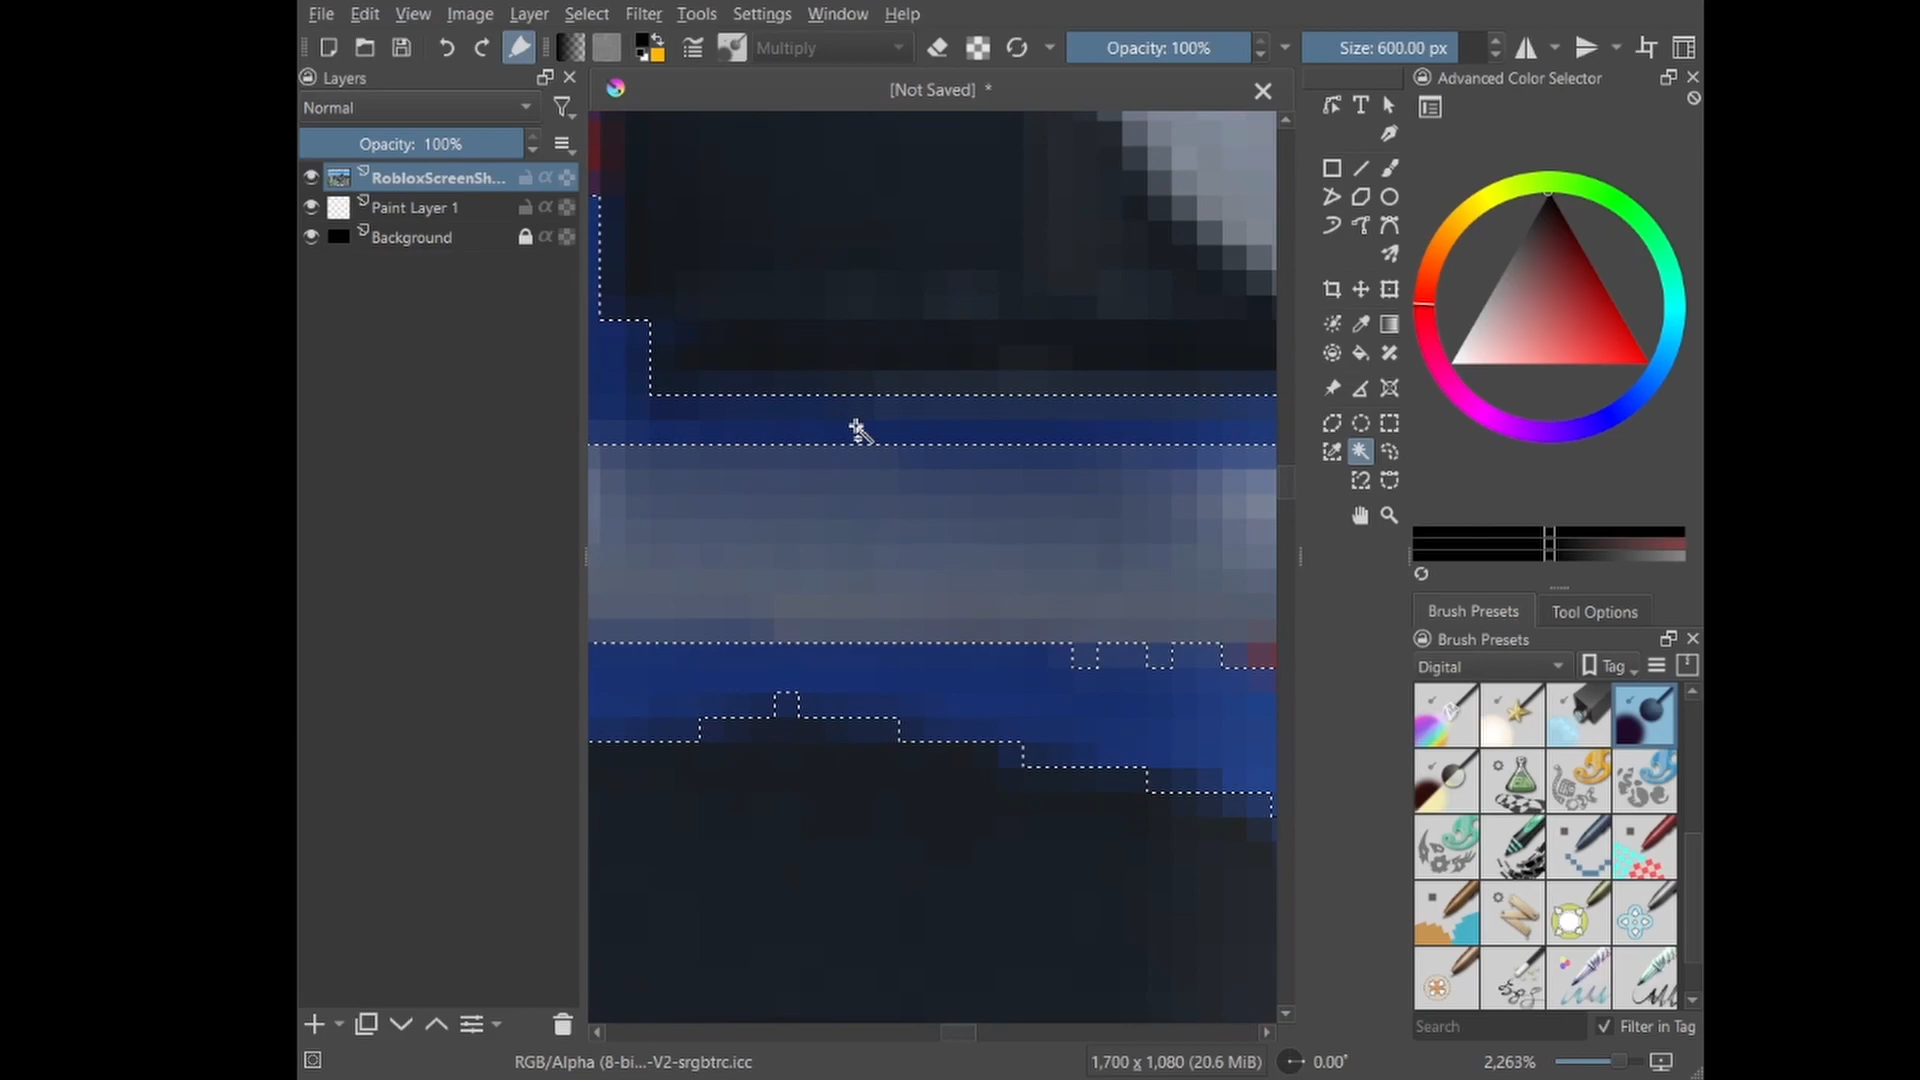 File Edit View Image Layer Select Filter Tools Settings Window Help
Multiply
Opacity: 100%
Size: 600.00 px
Layers
[Not Saved] *
Advanced Color Selector
Normal
Opacity: 100%
RobloxScreenSh...
Paint Layer 1
Background
Brush Presets
Tool Options
Brush Presets
Digital
Tag
Search
Filter in Tag
RGB/Alpha (8-bi...-V2-srgbtrc.icc
1,700 x 1,080 (20.6 MiB)
0.00°
2,263%